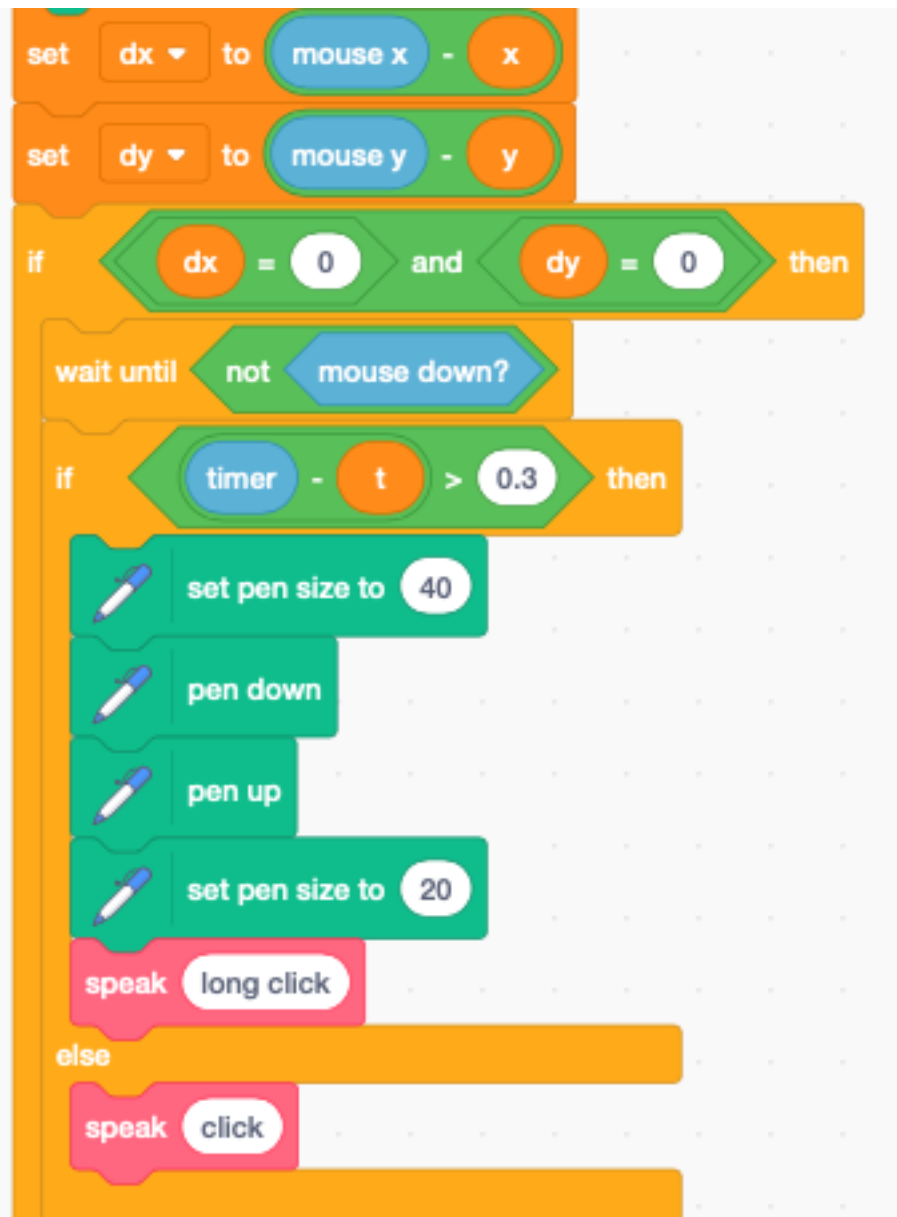 set dx to mouse x - x
set dy to mouse y - y
if dx = 0 and dy = 0 then
wait until not mouse down?
if timer - t > 0.3 then
set pen size to 40
pen down
pen up
set pen size to 20
speak long click
else
speak click